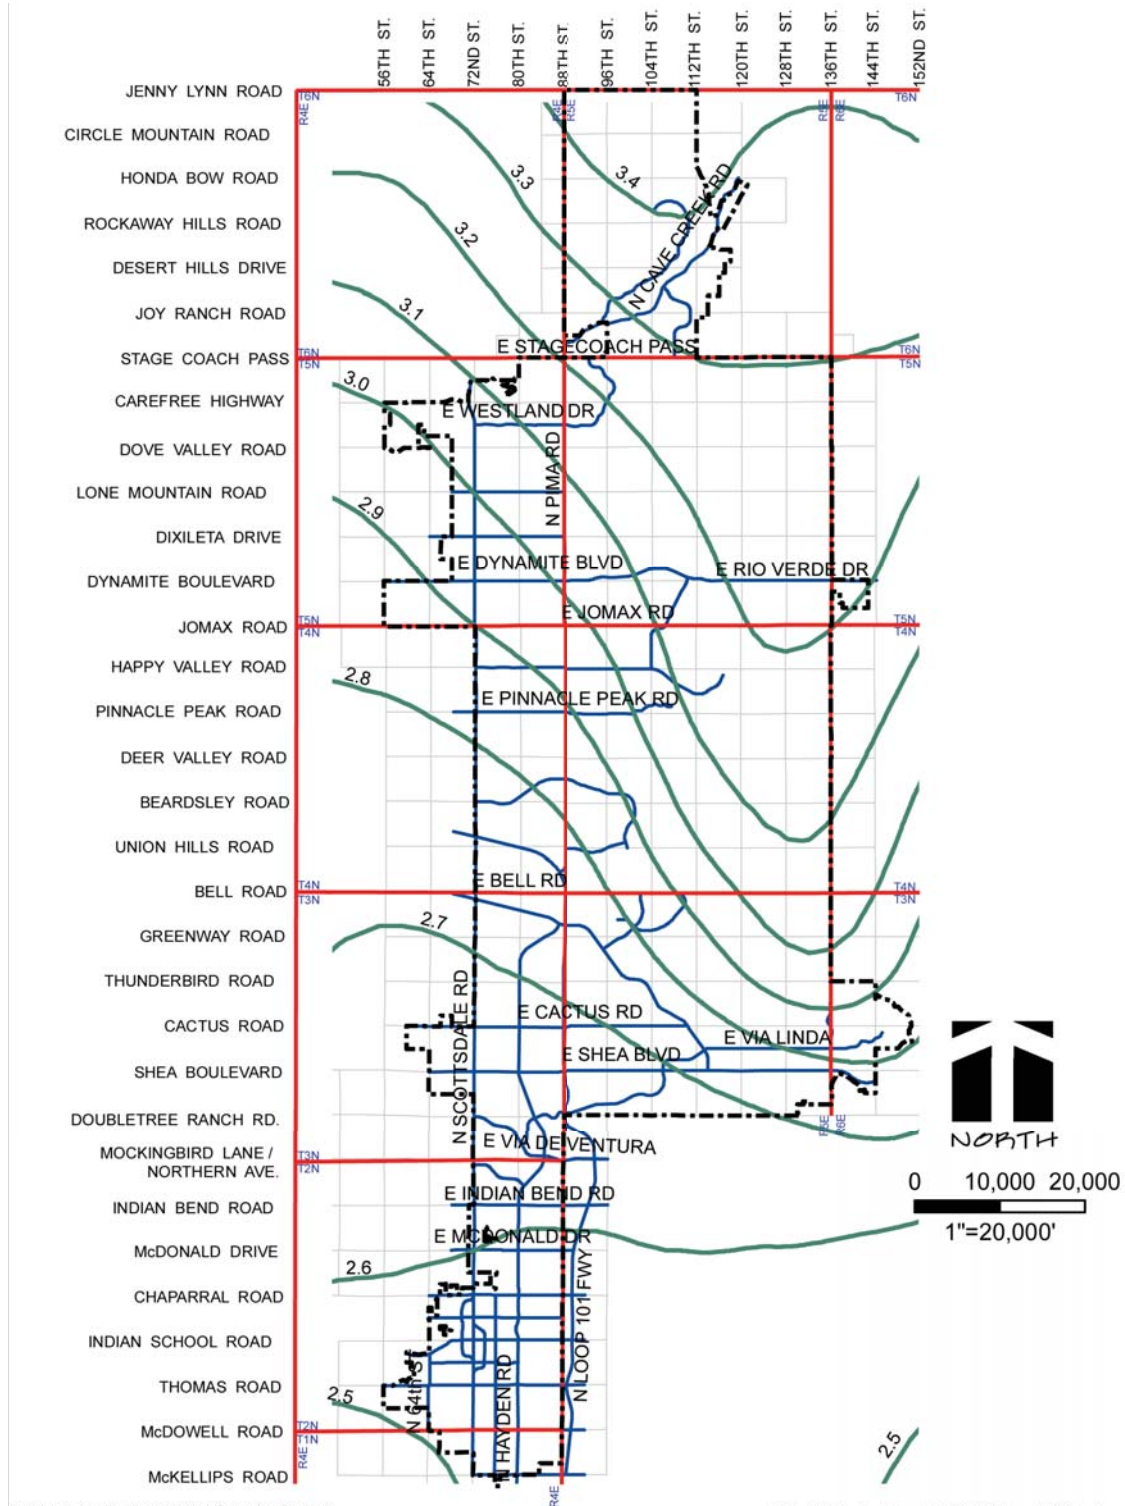 56TH ST.
64TH ST.
72ND ST.
80TH ST.
88TH ST.
96TH ST.
104TH ST.
112TH ST.
120TH ST.
128TH ST.
136TH ST.
144TH ST.
152ND ST.
JENNY LYNN ROAD
T6N
R4E
R4E
R5E
R5E
R6E
T6N
CIRCLE MOUNTAIN ROAD
HONDA BOW ROAD
3.3
3.4
ROCKAWAY HILLS ROAD
3.2
N CAVE CREEK RD
DESERT HILLS DRIVE
JOY RANCH ROAD
3.1
E STAGECOACH PASS
STAGE COACH PASS
T6N
T5N
T6N
T5N
3.0
CAREFREE HIGHWAY
E WESTLAND DR
DOVE VALLEY ROAD
N PIMA RD
LONE MOUNTAIN ROAD
2.9
DIXILETA DRIVE
E DYNAMITE BLVD
E RIO VERDE DR
DYNAMITE BOULEVARD
E JOMAX RD
JOMAX ROAD
T5N
T4N
T5N
T4N
HAPPY VALLEY ROAD
2.8
E PINNACLE PEAK RD
PINNACLE PEAK ROAD
DEER VALLEY ROAD
BEARDSLEY ROAD
UNION HILLS ROAD
E BELL RD
BELL ROAD
T4N
T3N
T4N
T3N
2.7
GREENWAY ROAD
THUNDERBIRD ROAD
N SCOTTSDALE RD
E CACTUS RD
CACTUS ROAD
E VIA LINDA
E SHEA BLVD
SHEA BOULEVARD
DOUBLETREE RANCH RD.
R5E
R6E
NORTH
E VIA DE VENTURA
MOCKINGBIRD LANE /
NORTHERN AVE.
T3N
T2N
0 10,000 20,000
1"=20,000'
E INDIAN BEND RD
INDIAN BEND ROAD
E MCDONALD DR
McDONALD DRIVE
2.6
N LOOP 101 FWY
CHAPARRAL ROAD
INDIAN SCHOOL ROAD
N 64th ST
N HAYDEN RD
THOMAS ROAD
2.5
McDOWELL ROAD
T2N
T1N
R4E
2.5
McKELLIPS ROAD
R4E